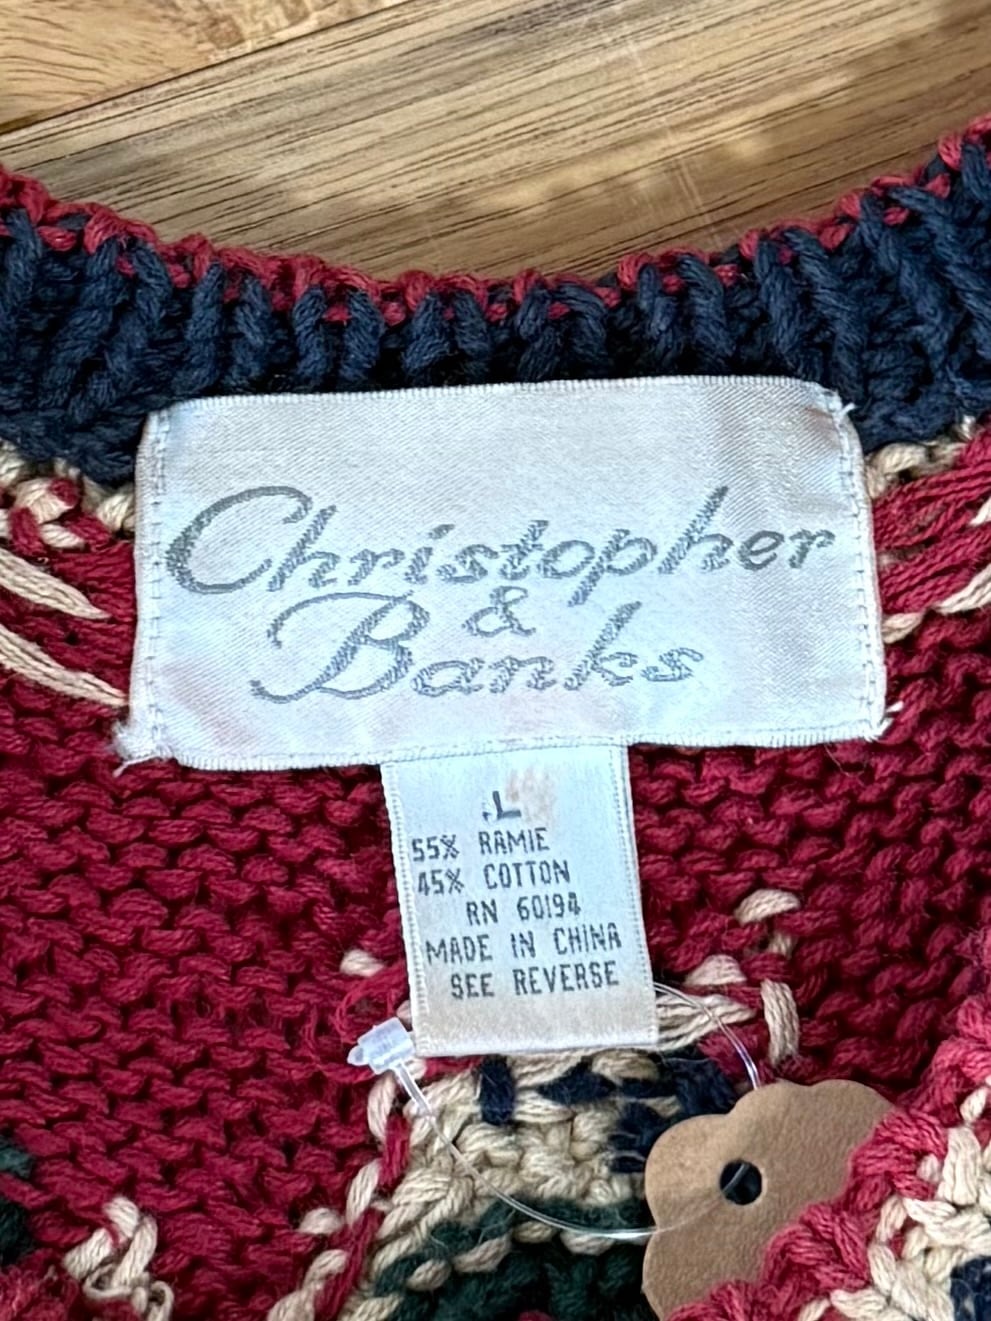 Christopher
&
Banks
L
55% RAMIE
45% COTTON
RN 60194
MADE IN CHINA
SEE REVERSE